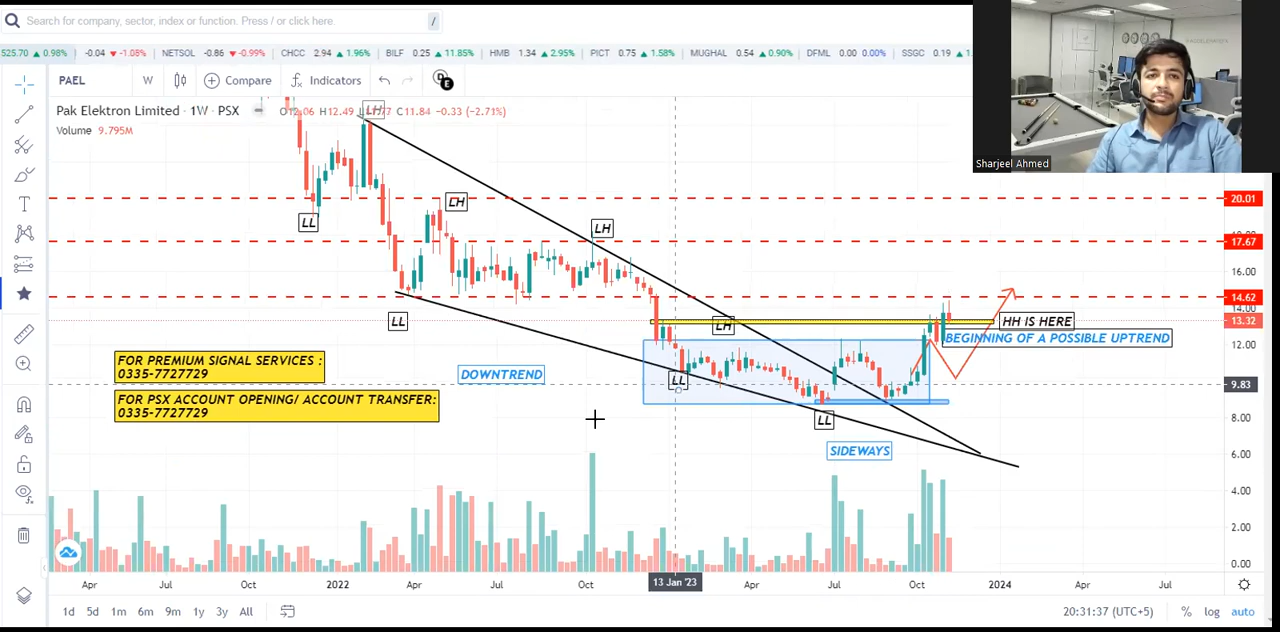 Search for company, sector, index or function. Press / or click here.
/
525.70 ▲ 0.98% -0.04 ▼ -1.08% NETSOL -0.86 ▼ -0.99% CHCC 2.94 ▲ 1.96% BILF 0.25 ▲ 11.85% HMB 1.34 ▲ 2.95% PICT 0.75 ▲ 1.58% MUGHAL 0.54 ▲ 0.90% DFML 0.00 0.00% SSGC 0.19 ▲ 1.
PAEL W Compare Indicators D E
Pak Elektron Limited · 1W · PSX H12.49 C11.84 -0.33 (-2.71%)
Volume 9.795M
Sharjeel Ahmed
LH
LL
LH
LH
20.01
17.67
16.00
14.62
14.00
LL
LH
HH IS HERE
13.32
BEGINNING OF A POSSIBLE UPTREND
12.00
FOR PREMIUM SIGNAL SERVICES :
0335-7727729
DOWNTREND
LL
9.83
FOR PSX ACCOUNT OPENING/ ACCOUNT TRANSFER:
0335-7727729
LL
8.00
SIDEWAYS
6.00
4.00
2.00
0.00
Apr Jul Oct 2022 Apr Jul Oct 13 Jan '23 Apr Jul Oct 2024 Apr Jul
1d 5d 1m 6m 9m 1y 3y All 20:31:37 (UTC+5) % log auto